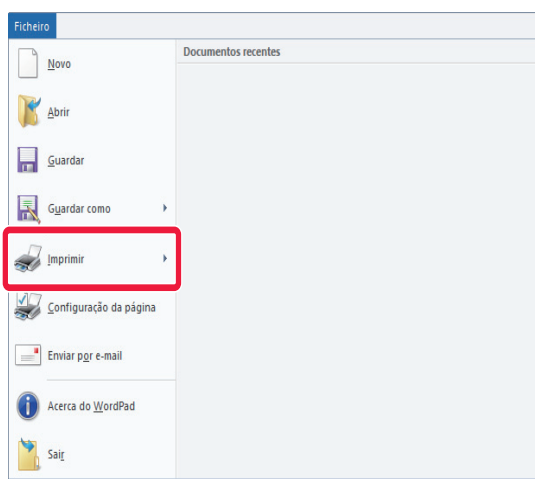 Ficheiro
Documentos recentes
Novo
Abrir
Guardar
Guardar como
Imprimir
Configuração da página
Enviar por e-mail
Acerca do WordPad
Sair